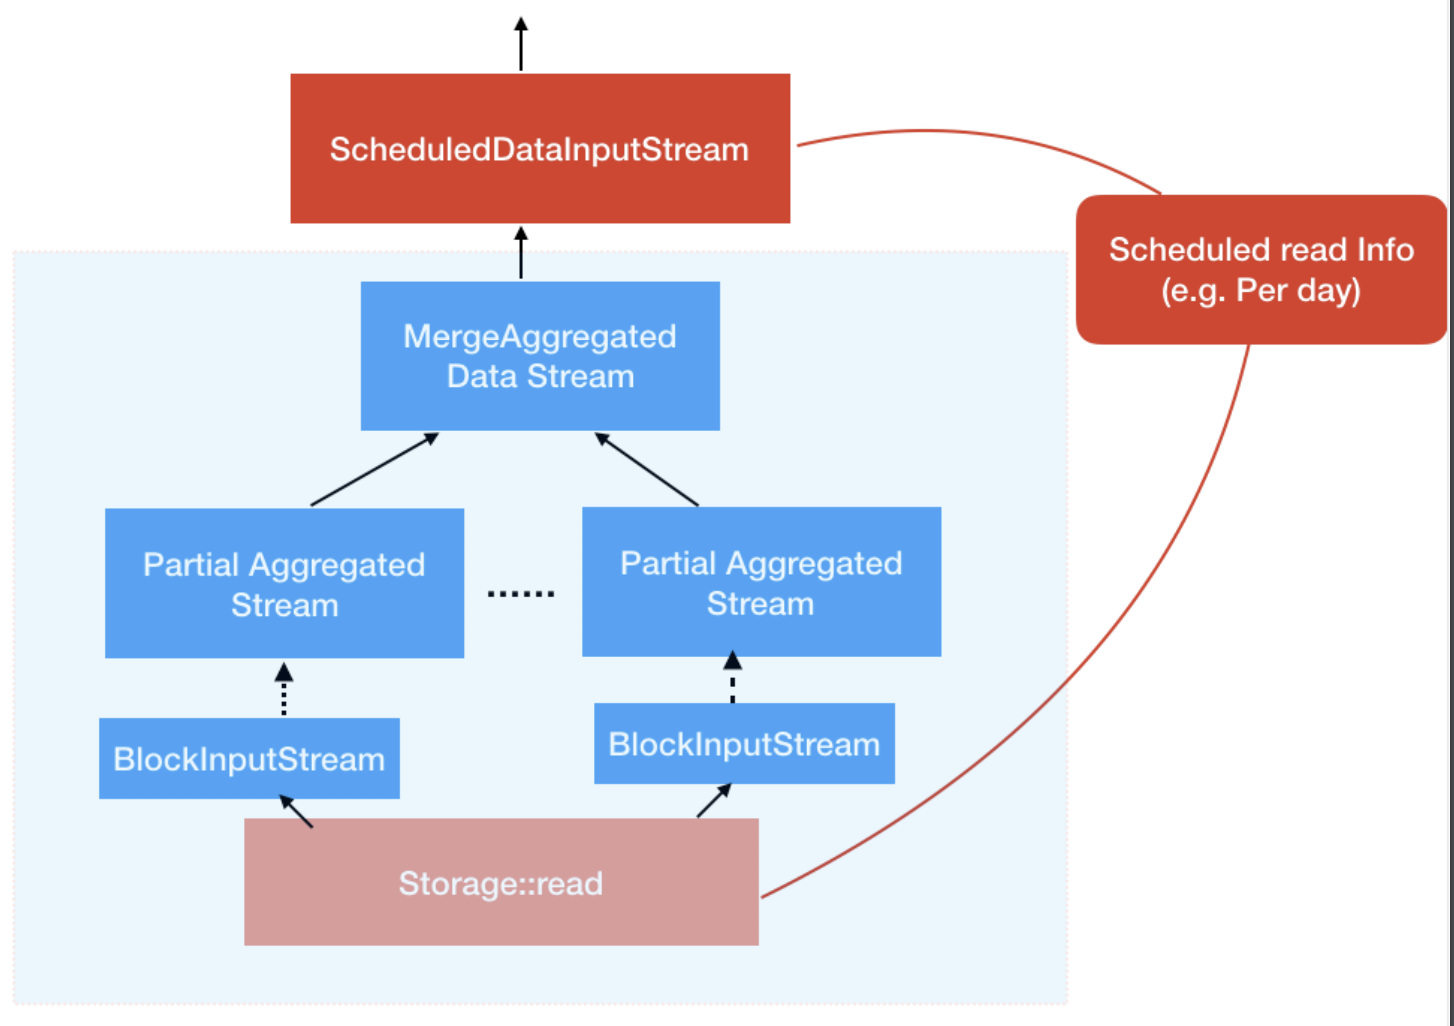 ScheduledDataInputStream
Scheduled read Info
(e.g. Per day)
MergeAggregated
Data Stream
Partial Aggregated
Stream
Partial Aggregated
Stream
BlockInputStream
BlockInputStream
Storage::read